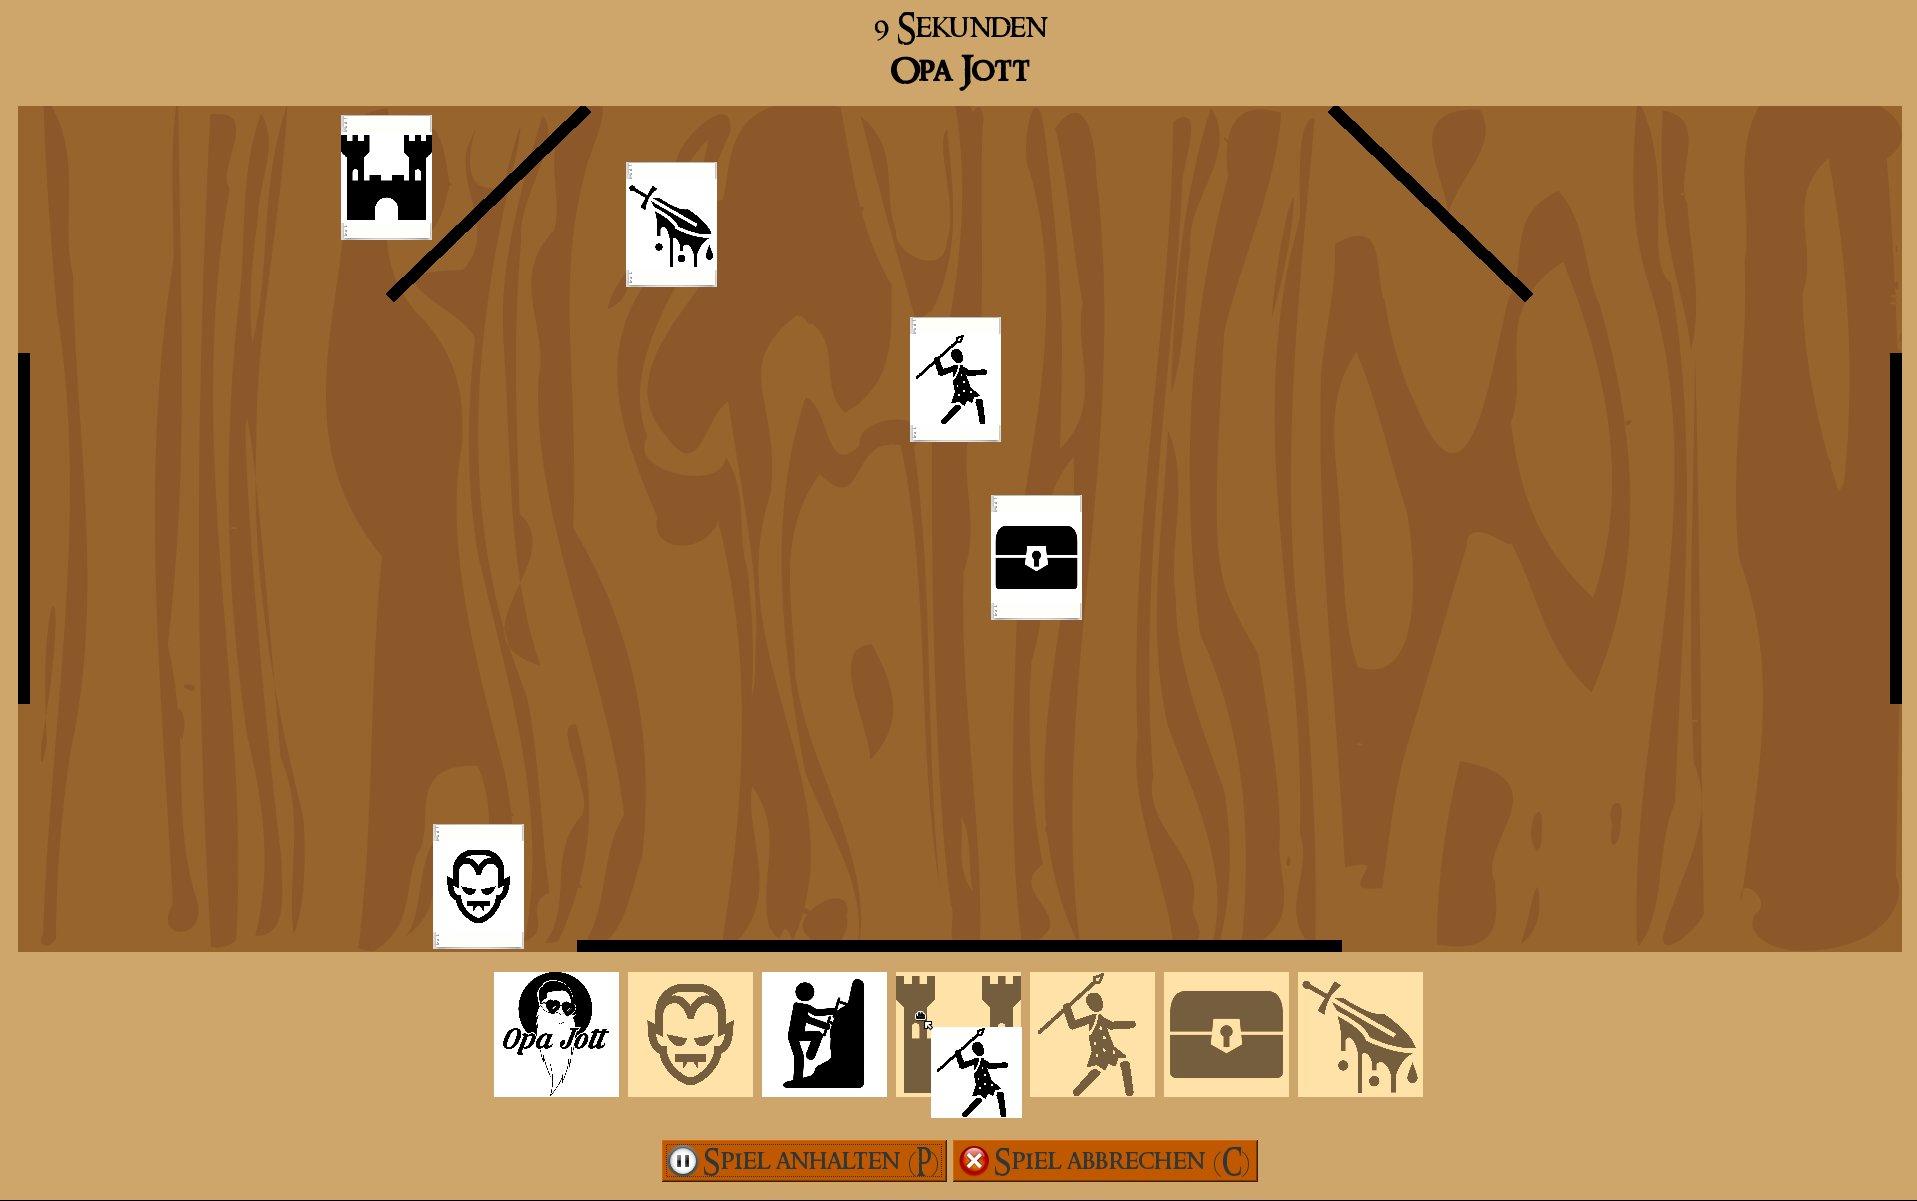 9 Sekunden
Opa Jott
Opa Jott
Spiel anhalten (P)
Spiel abbrechen (C)